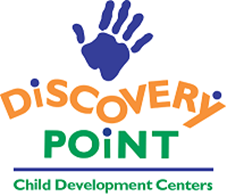 DiSCOVERy
POiNT
Child Development Centers